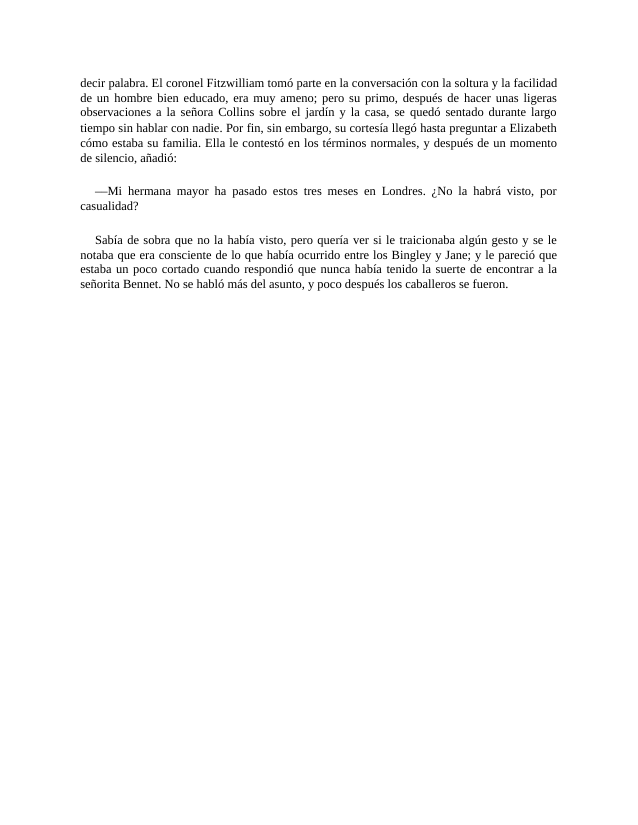 decir palabra. El coronel Fitzwilliam tomó parte en la conversación con la soltura y la facilidad
de un hombre bien educado, era muy ameno; pero su primo, después de hacer unas ligeras
observaciones a la señora Collins sobre el jardín y la casa, se quedó sentado durante largo
tiempo sin hablar con nadie. Por fin, sin embargo, su cortesía llegó hasta preguntar a Elizabeth
cómo estaba su familia. Ella le contestó en los términos normales, y después de un momento
de silencio, añadió:
—Mi hermana mayor ha pasado estos tres meses en Londres. ¿No la habrá visto, por
casualidad?
Sabía de sobra que no la había visto, pero quería ver si le traicionaba algún gesto y se le
notaba que era consciente de lo que había ocurrido entre los Bingley y Jane; y le pareció que
estaba un poco cortado cuando respondió que nunca había tenido la suerte de encontrar a la
señorita Bennet. No se habló más del asunto, y poco después los caballeros se fueron.